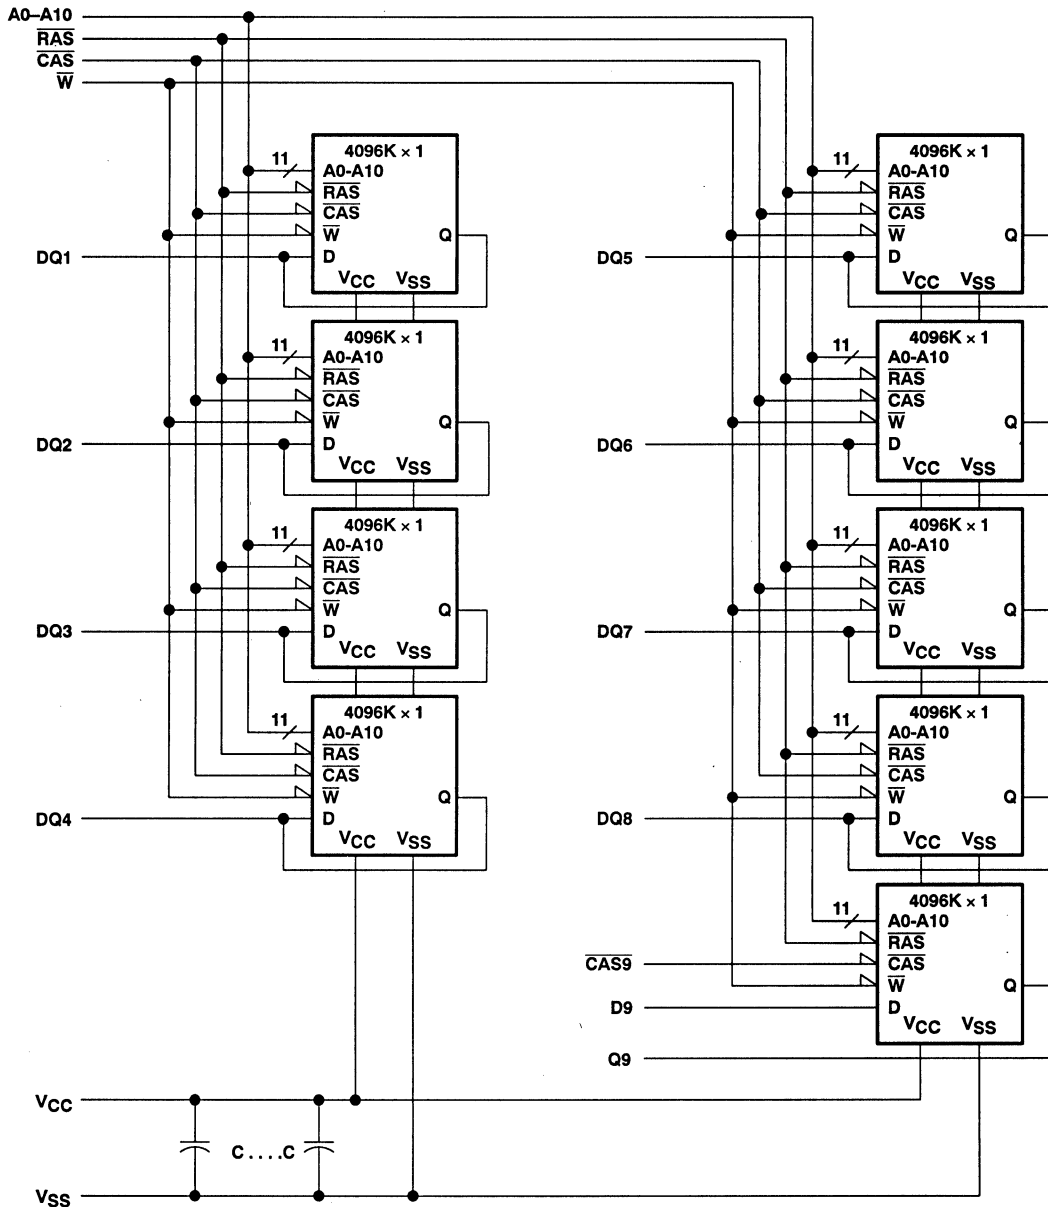 A0–A10
RAS
CAS
W
4096K × 1
11
A0-A10
RAS
CAS
W
Q
DQ1
D
VCC VSS
4096K × 1
11
A0-A10
RAS
CAS
W
Q
DQ2
D
VCC VSS
4096K × 1
11
A0-A10
RAS
CAS
W
Q
DQ3
D
VCC VSS
4096K × 1
11
A0-A10
RAS
CAS
W
Q
DQ4
D
VCC VSS
4096K × 1
11
A0-A10
RAS
CAS
W
Q
DQ5
D
VCC VSS
4096K × 1
11
A0-A10
RAS
CAS
W
Q
DQ6
D
VCC VSS
4096K × 1
11
A0-A10
RAS
CAS
W
Q
DQ7
D
VCC VSS
4096K × 1
11
A0-A10
RAS
CAS
W
Q
DQ8
D
VCC VSS
4096K × 1
11
A0-A10
RAS
CAS9
CAS
W
Q
D9
D
VCC VSS
Q9
VCC
C....C
VSS